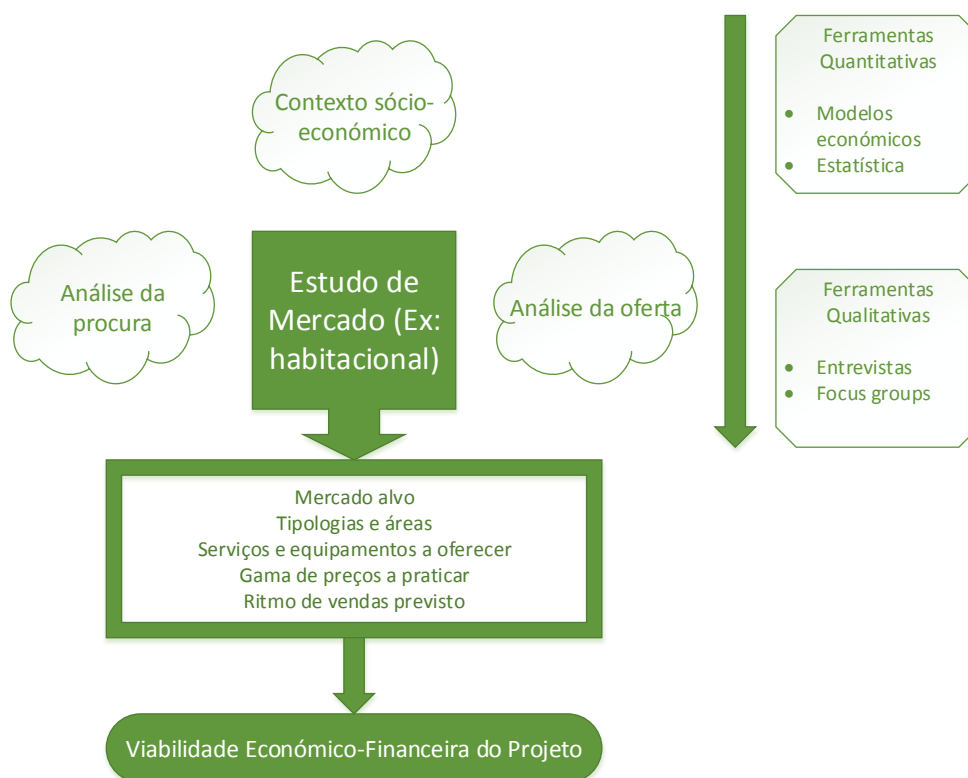 Contexto sócio-
económico
Análise da
procura
Estudo de
Mercado (Ex:
habitacional)
Análise da oferta
Mercado alvo
Tipologias e áreas
Serviços e equipamentos a oferecer
Gama de preços a praticar
Ritmo de vendas previsto
Viabilidade Económico-Financeira do Projeto
Ferramentas
Quantitativas
• Modelos
económicos
• Estatística
Ferramentas
Qualitativas
• Entrevistas
• Focus groups